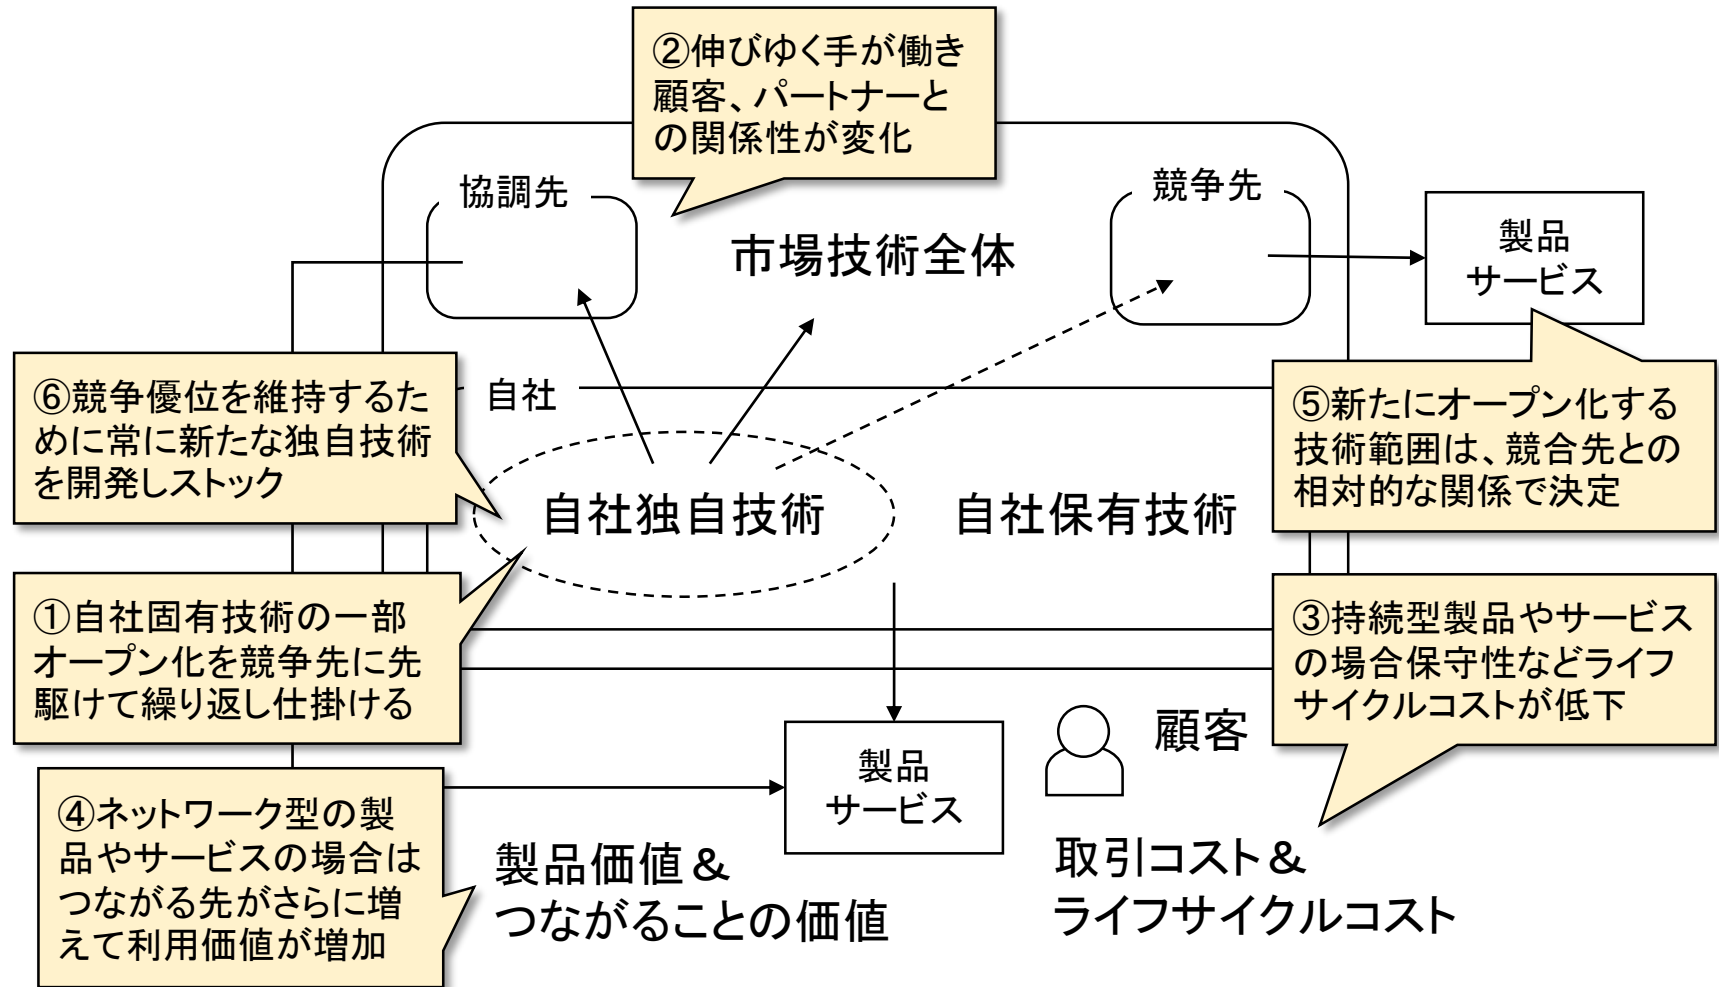 ②伸びゆく手が働き
顧客、パートナーと
の関係性が変化
協調先
競争先
市場技術全体
製品
サービス
⑥競争優位を維持するた
めに常に新たな独自技術
を開発しストック
自社
⑤新たにオープン化する
技術範囲は、競合先との
相対的な関係で決定
自社独自技術
自社保有技術
①自社固有技術の一部
オープン化を競争先に先
駆けて繰り返し仕掛ける
③持続型製品やサービス
の場合保守性などライフ
サイクルコストが低下
顧客
製品
サービス
④ネットワーク型の製
品やサービスの場合は
つながる先がさらに増
えて利用価値が増加
製品価値&
つながることの価値
取引コスト&
ライフサイクルコスト